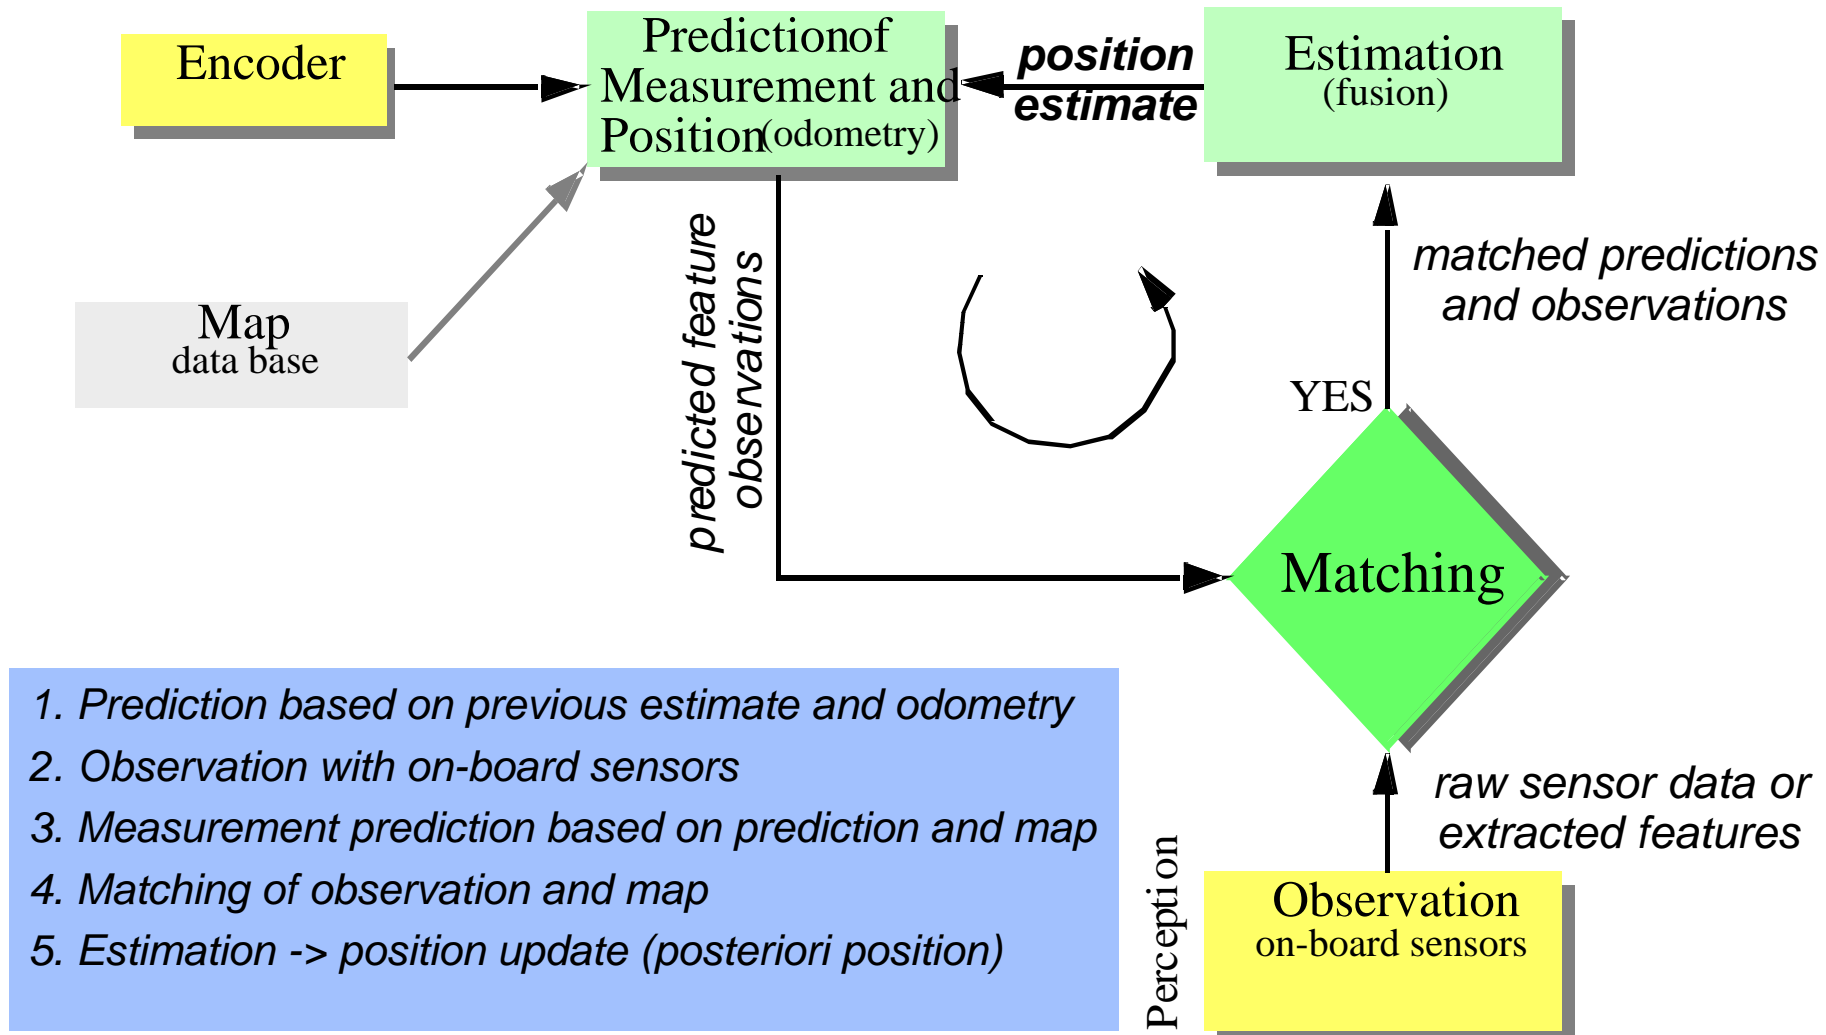 Encoder
Predictionof
Measurement and
Position(odometry)
position
estimate
Estimation
(fusion)
Map
data base
predicted feature
observations
matched predictions
and observations
YES
Matching
raw sensor data or
extracted features
Perception
Observation
on-board sensors
1. Prediction based on previous estimate and odometry
2. Observation with on-board sensors
3. Measurement prediction based on prediction and map
4. Matching of observation and map
5. Estimation -> position update (posteriori position)